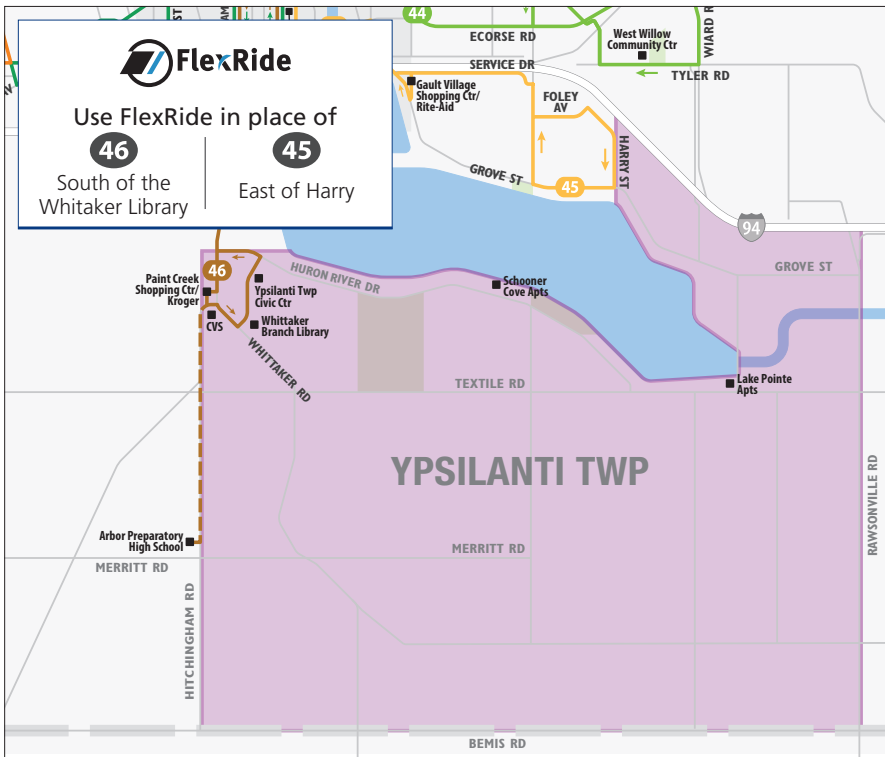 44
ECORSE RD
WIARD R
West Willow
Community Ctr
ST
AM
N
SERVICE DR
TYLER RD
FlexRide
Use FlexRide in place of
46
South of the
Whitaker Library
45
East of Harry
Gault Village
Shopping Ctr/
Rite-Aid
FOLEY
AV
HARRY ST
GROVE ST
45
94
GROVE ST
46
Paint Creek
Shopping Ctr/
Kroger
Ypsilanti Twp
Civic Ctr
HURON RIVER DR
Schooner
Cove Apts
CVS
Whittaker
Branch Library
WHITTAKER RD
TEXTILE RD
Lake Pointe
Apts
YPSILANTI TWP
RAWSONVILLE RD
Arbor Preparatory
High School
MERRITT RD
MERRITT RD
HITCHINGHAM RD
BEMIS RD